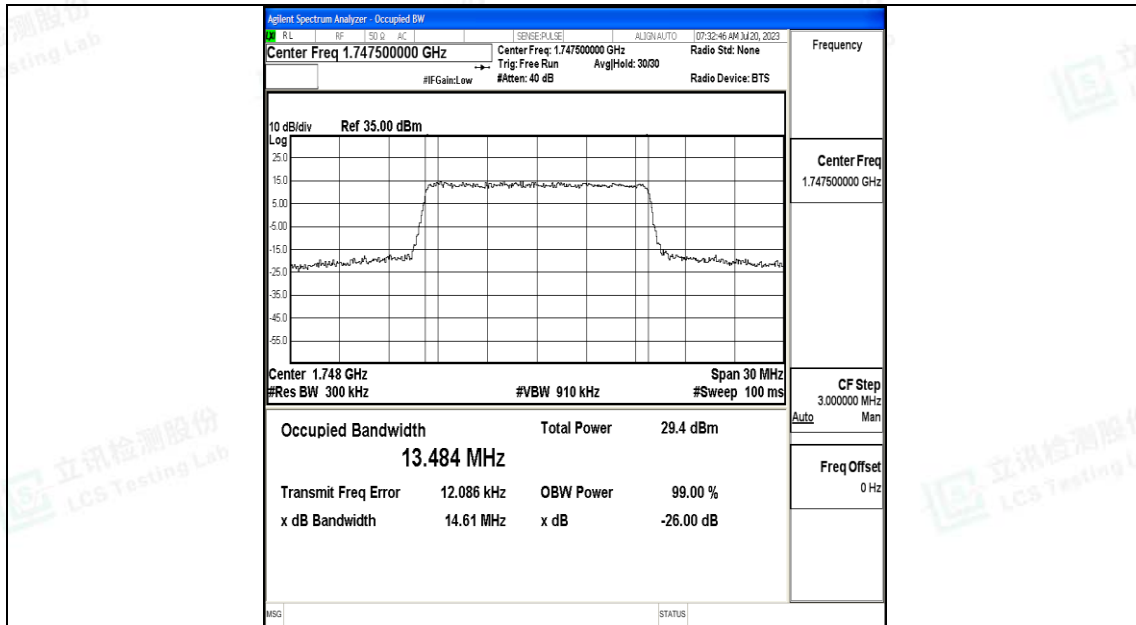 Agilent Spectrum Analyzer - Occupied BW
RL RF 50 Ω AC SENSE:PULSE ALIGN AUTO 07:32:46 AM Jul 20, 2023
Center Freq 1.747500000 GHz
Center Freq: 1.747500000 GHz Radio Std: None
Trig: Free Run Avg|Hold: 30/30
#IFGain:Low #Atten: 40 dB Radio Device: BTS
10 dB/div Ref 35.00 dBm
Log
25.0
15.0
5.00
-5.00
-15.0
-25.0
-35.0
-45.0
-55.0
Center 1.748 GHz Span 30 MHz
#Res BW 300 kHz #VBW 910 kHz #Sweep 100 ms
Occupied Bandwidth Total Power 29.4 dBm
13.484 MHz
Transmit Freq Error 12.086 kHz OBW Power 99.00 %
x dB Bandwidth 14.61 MHz x dB -26.00 dB
MSG STATUS
Frequency
Center Freq
1.747500000 GHz
CF Step
3.000000 MHz
Auto Man
Freq Offset
0 Hz
立讯检测股份
LCS Testing Lab